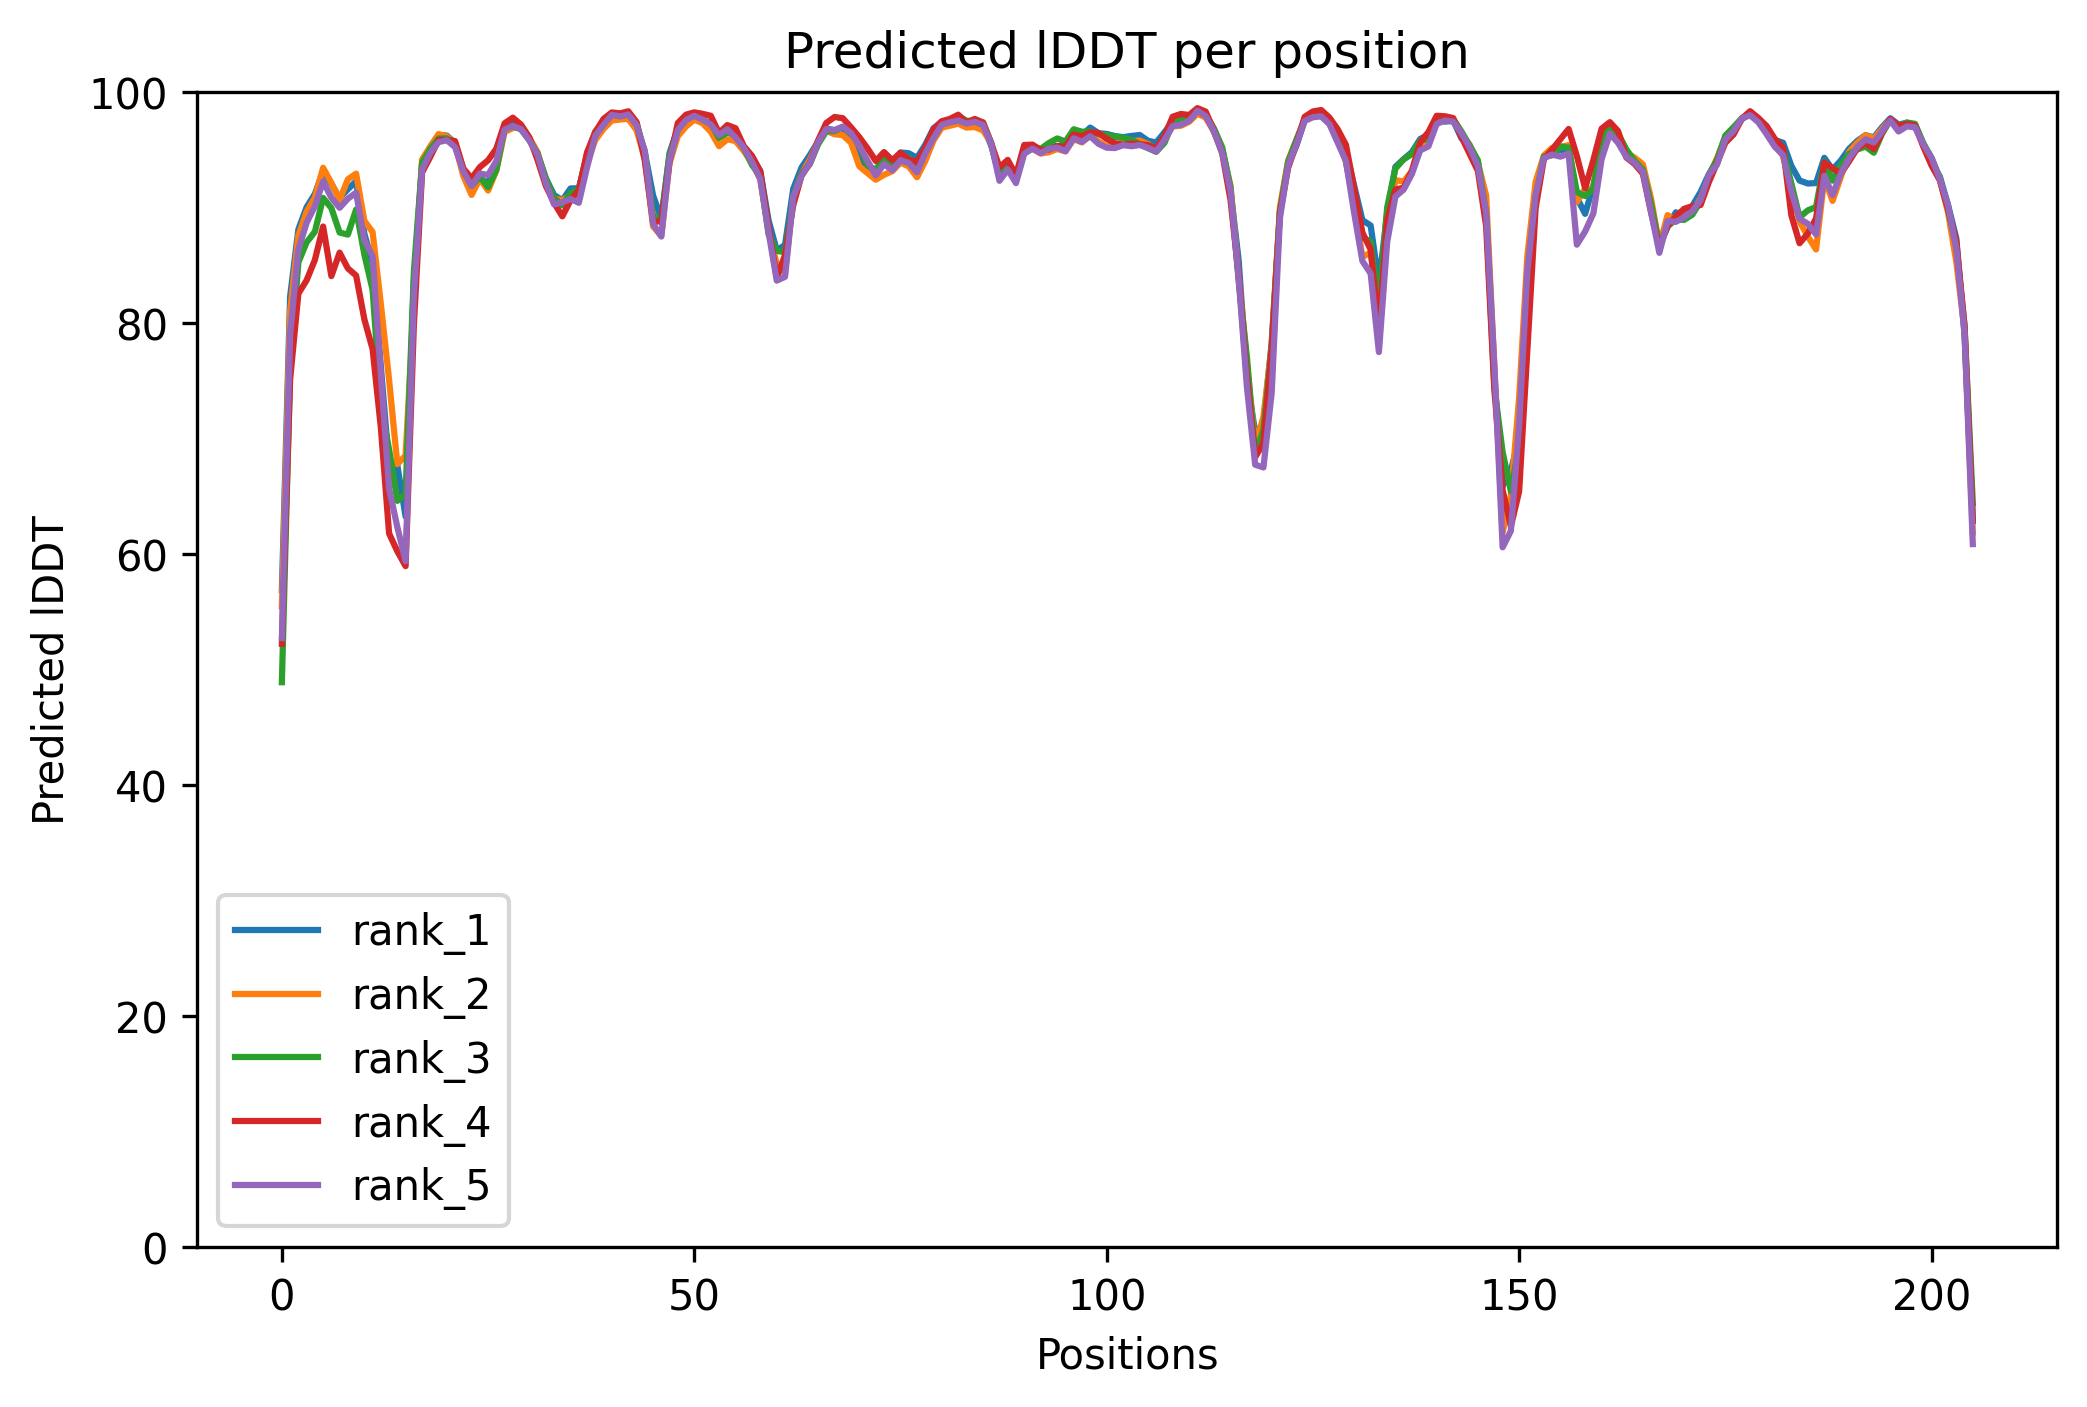 Predicted lDDT per position
100
80
60
40
20
0
Predicted lDDT
rank_1
rank_2
rank_3
rank_4
rank_5
0 50 100 150 200
Positions